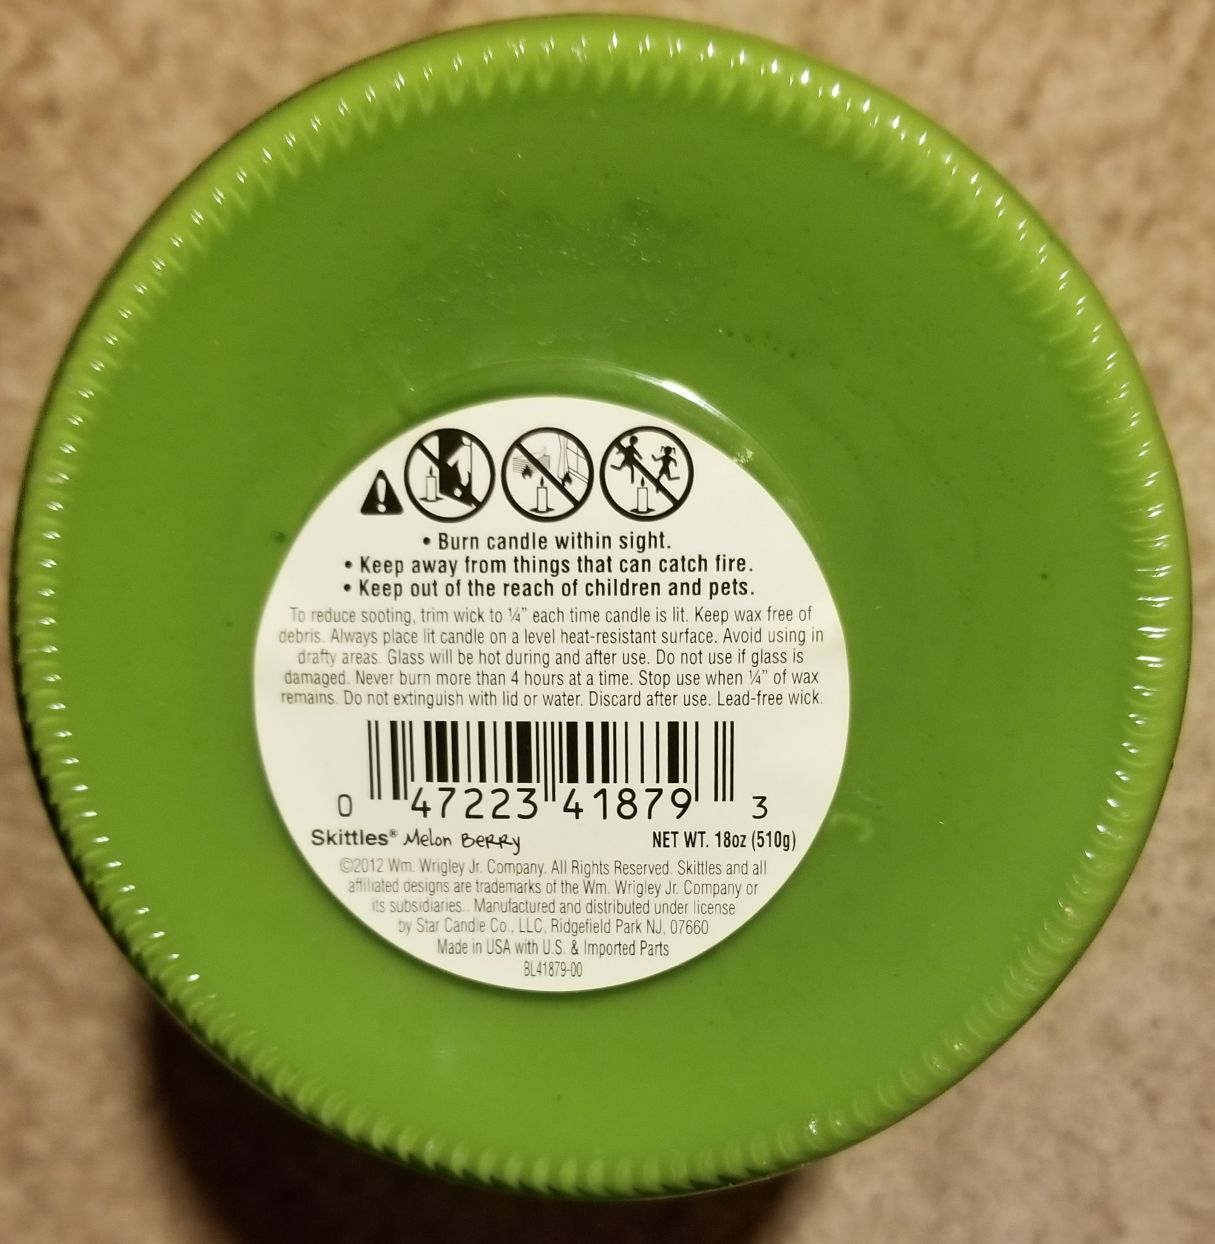 • Burn candle within sight.
• Keep away from things that can catch fire.
• Keep out of the reach of children and pets.
To reduce sooting, trim wick to ¼” each time candle is lit. Keep wax free of
debris. Always place lit candle on a level heat-resistant surface. Avoid using in
drafty areas. Glass will be hot during and after use. Do not use if glass is
damaged. Never burn more than 4 hours at a time. Stop use when ¼” of wax
remains. Do not extinguish with lid or water. Discard after use. Lead-free wick.
0 47223 41879 3
Skittles® Melon Berry NET WT. 18oz (510g)
©2012 Wm. Wrigley Jr. Company. All Rights Reserved. Skittles and all
affiliated designs are trademarks of the Wm. Wrigley Jr. Company or
its subsidiaries.. Manufactured and distributed under license
by Star Candle Co., LLC, Ridgefield Park NJ, 07660
Made in USA with U.S. & Imported Parts
BL41879-00